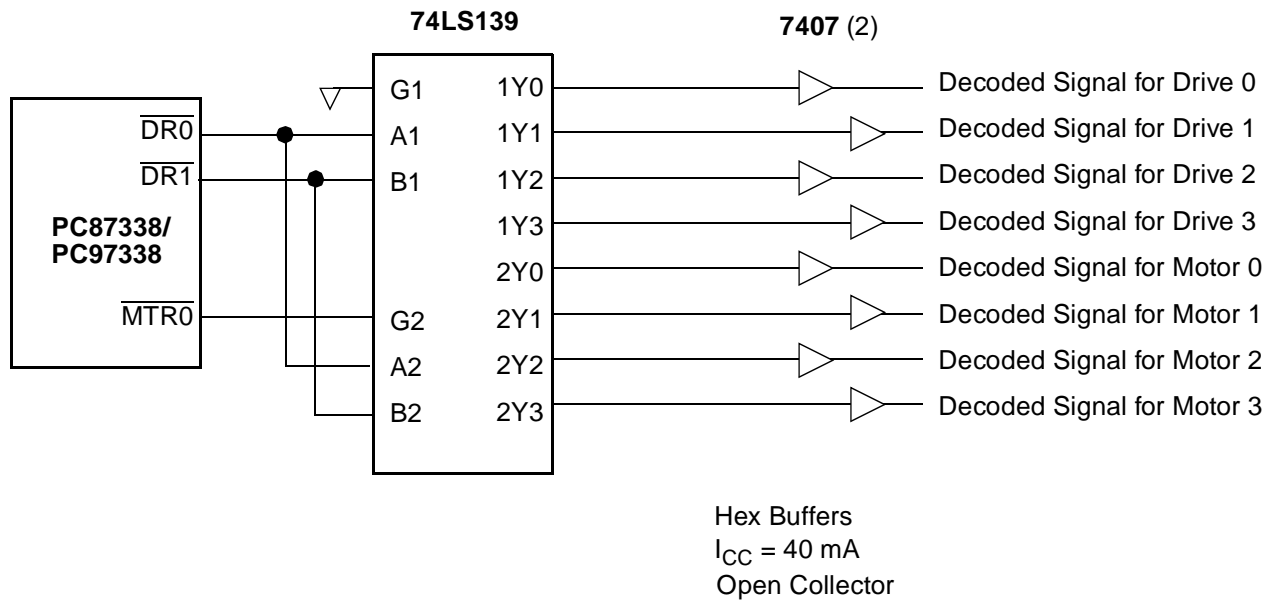 74LS139
7407 (2)
G1 1Y0 Decoded Signal for Drive 0
DR0 A1 1Y1 Decoded Signal for Drive 1
DR1 B1 1Y2 Decoded Signal for Drive 2
PC87338/
PC97338
1Y3 Decoded Signal for Drive 3
2Y0 Decoded Signal for Motor 0
MTR0 G2 2Y1 Decoded Signal for Motor 1
A2 2Y2 Decoded Signal for Motor 2
B2 2Y3 Decoded Signal for Motor 3
Hex Buffers
ICC = 40 mA
Open Collector